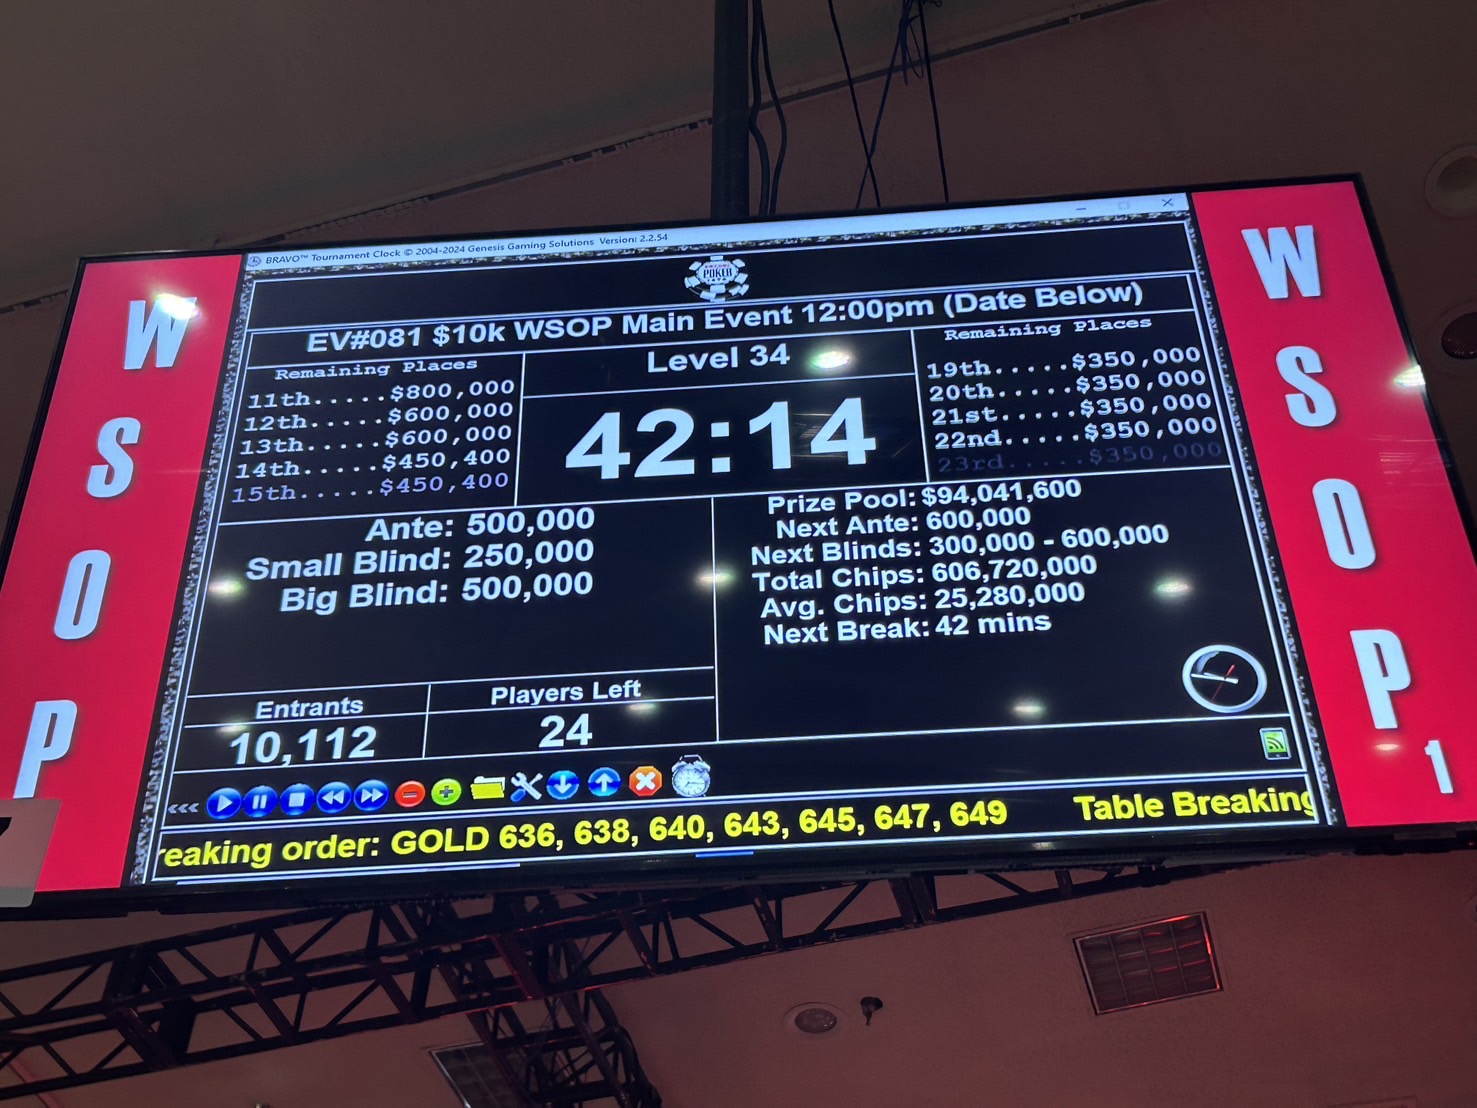 BRAVO™ Tournament Clock © 2004-2024 Genesis Gaming Solutions Version: 2.2.54
POKER
EV#081 $10k WSOP Main Event 12:00pm (Date Below)
Remaining Places
11th.....$800,000
12th.....$600,000
13th.....$600,000
14th.....$450,400
15th.....$450,400
Level 34
42:14
Remaining Places
19th.....$350,000
20th.....$350,000
21st.....$350,000
22nd.....$350,000
23rd.....$350,000
Ante: 500,000
Small Blind: 250,000
Big Blind: 500,000
Prize Pool: $94,041,600
Next Ante: 600,000
Next Blinds: 300,000 - 600,000
Total Chips: 606,720,000
Avg. Chips: 25,280,000
Next Break: 42 mins
Entrants
10,112
Players Left
24
<<<
reaking order: GOLD 636, 638, 640, 643, 645, 647, 649 Table Breaking
WSOP
WSOP
1